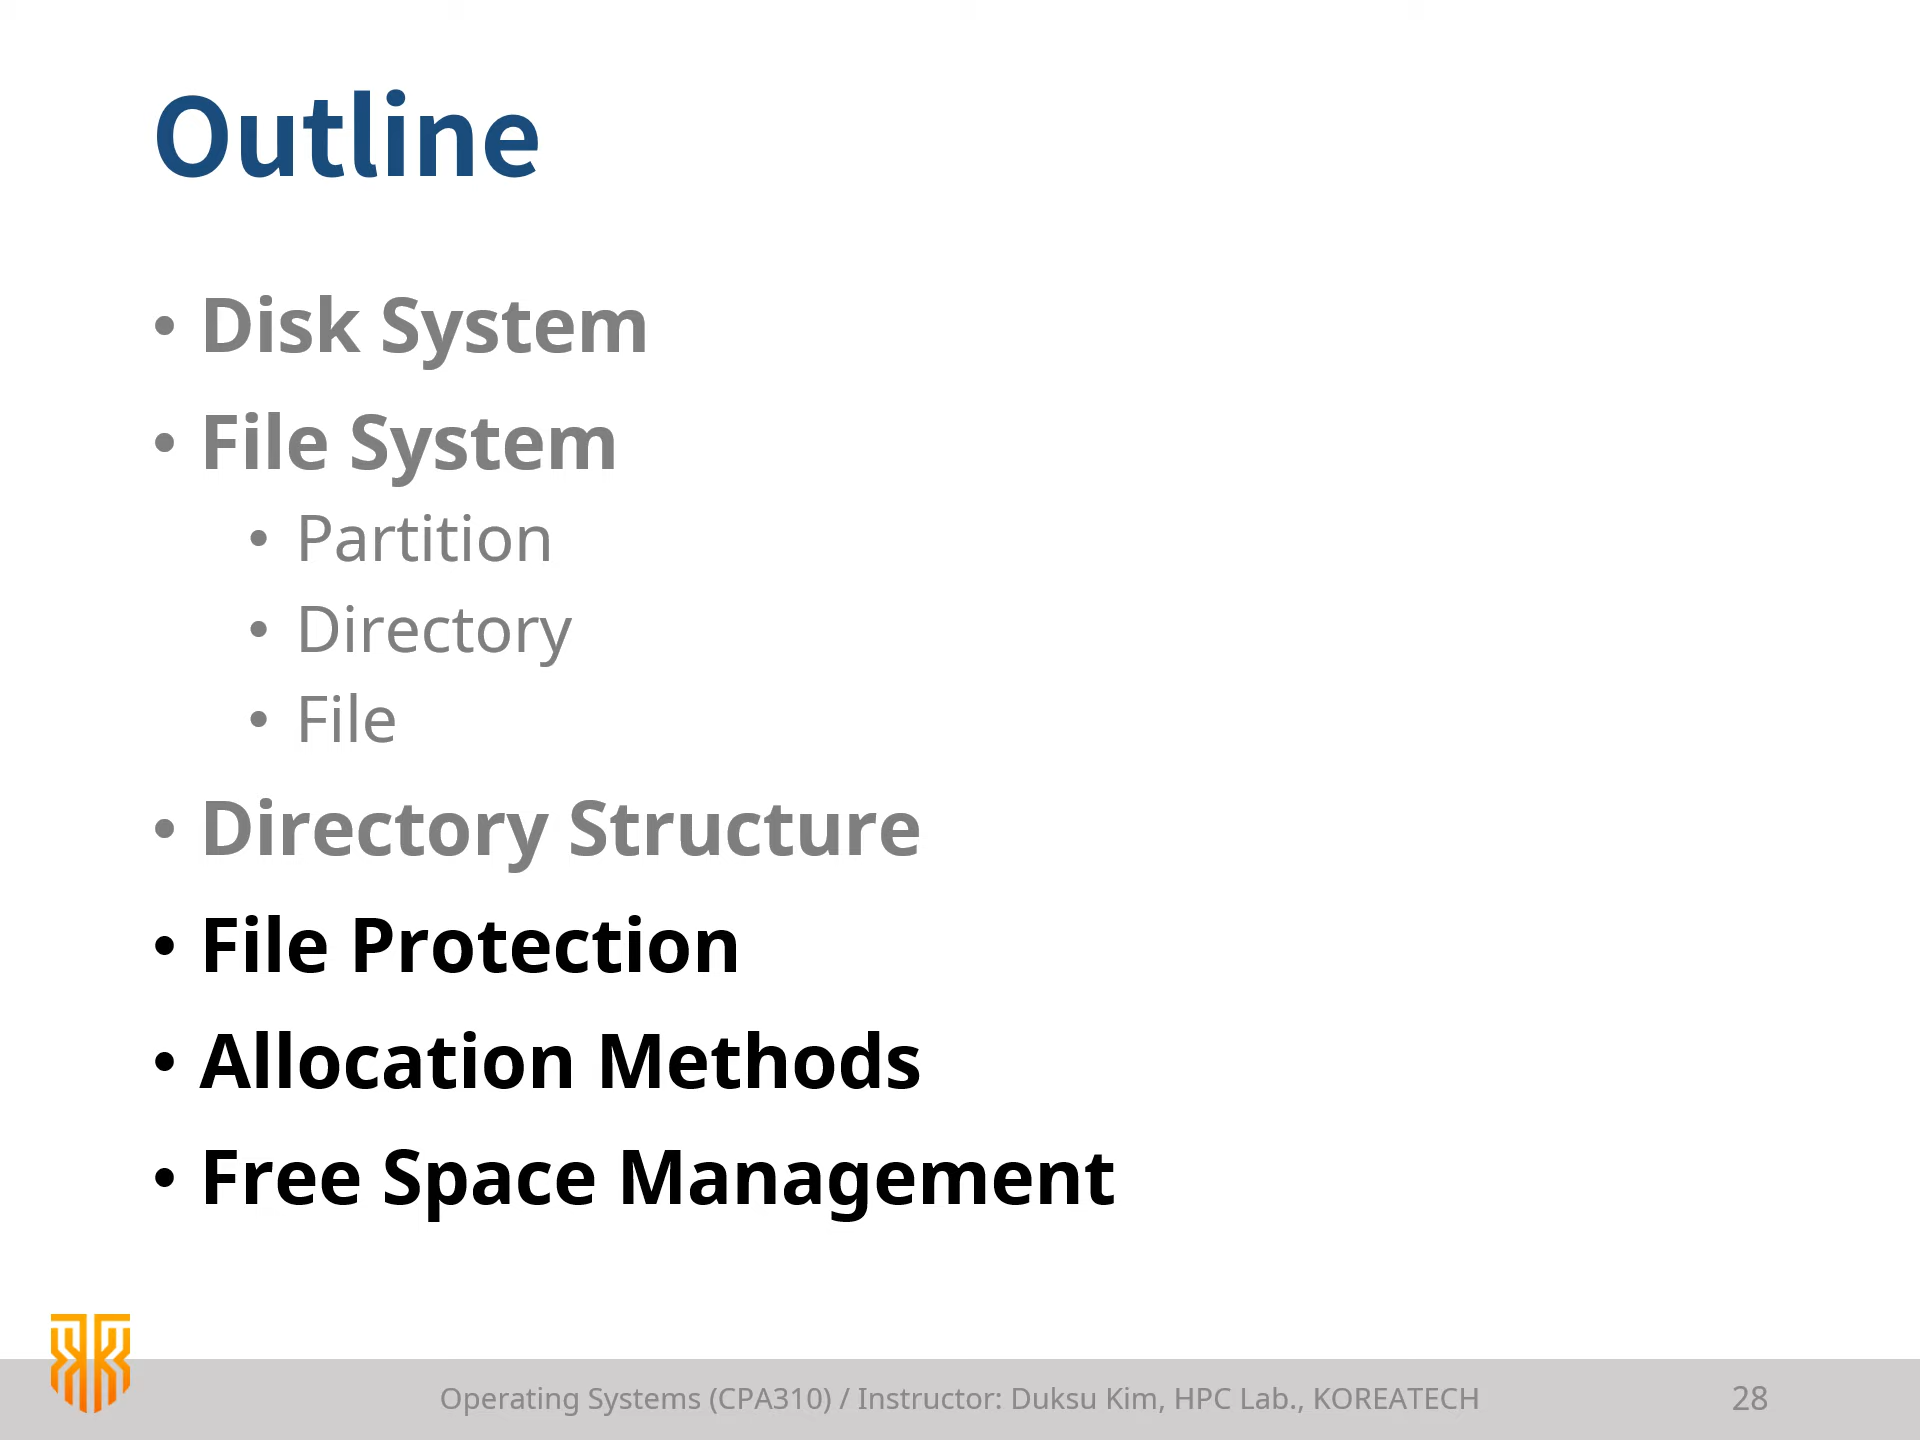 Outline
• Disk System
• File System
• Partition
• Directory
• File
• Directory Structure
• File Protection
• Allocation Methods
• Free Space Management
Operating Systems (CPA310) / Instructor: Duksu Kim, HPC Lab., KOREATECH
28